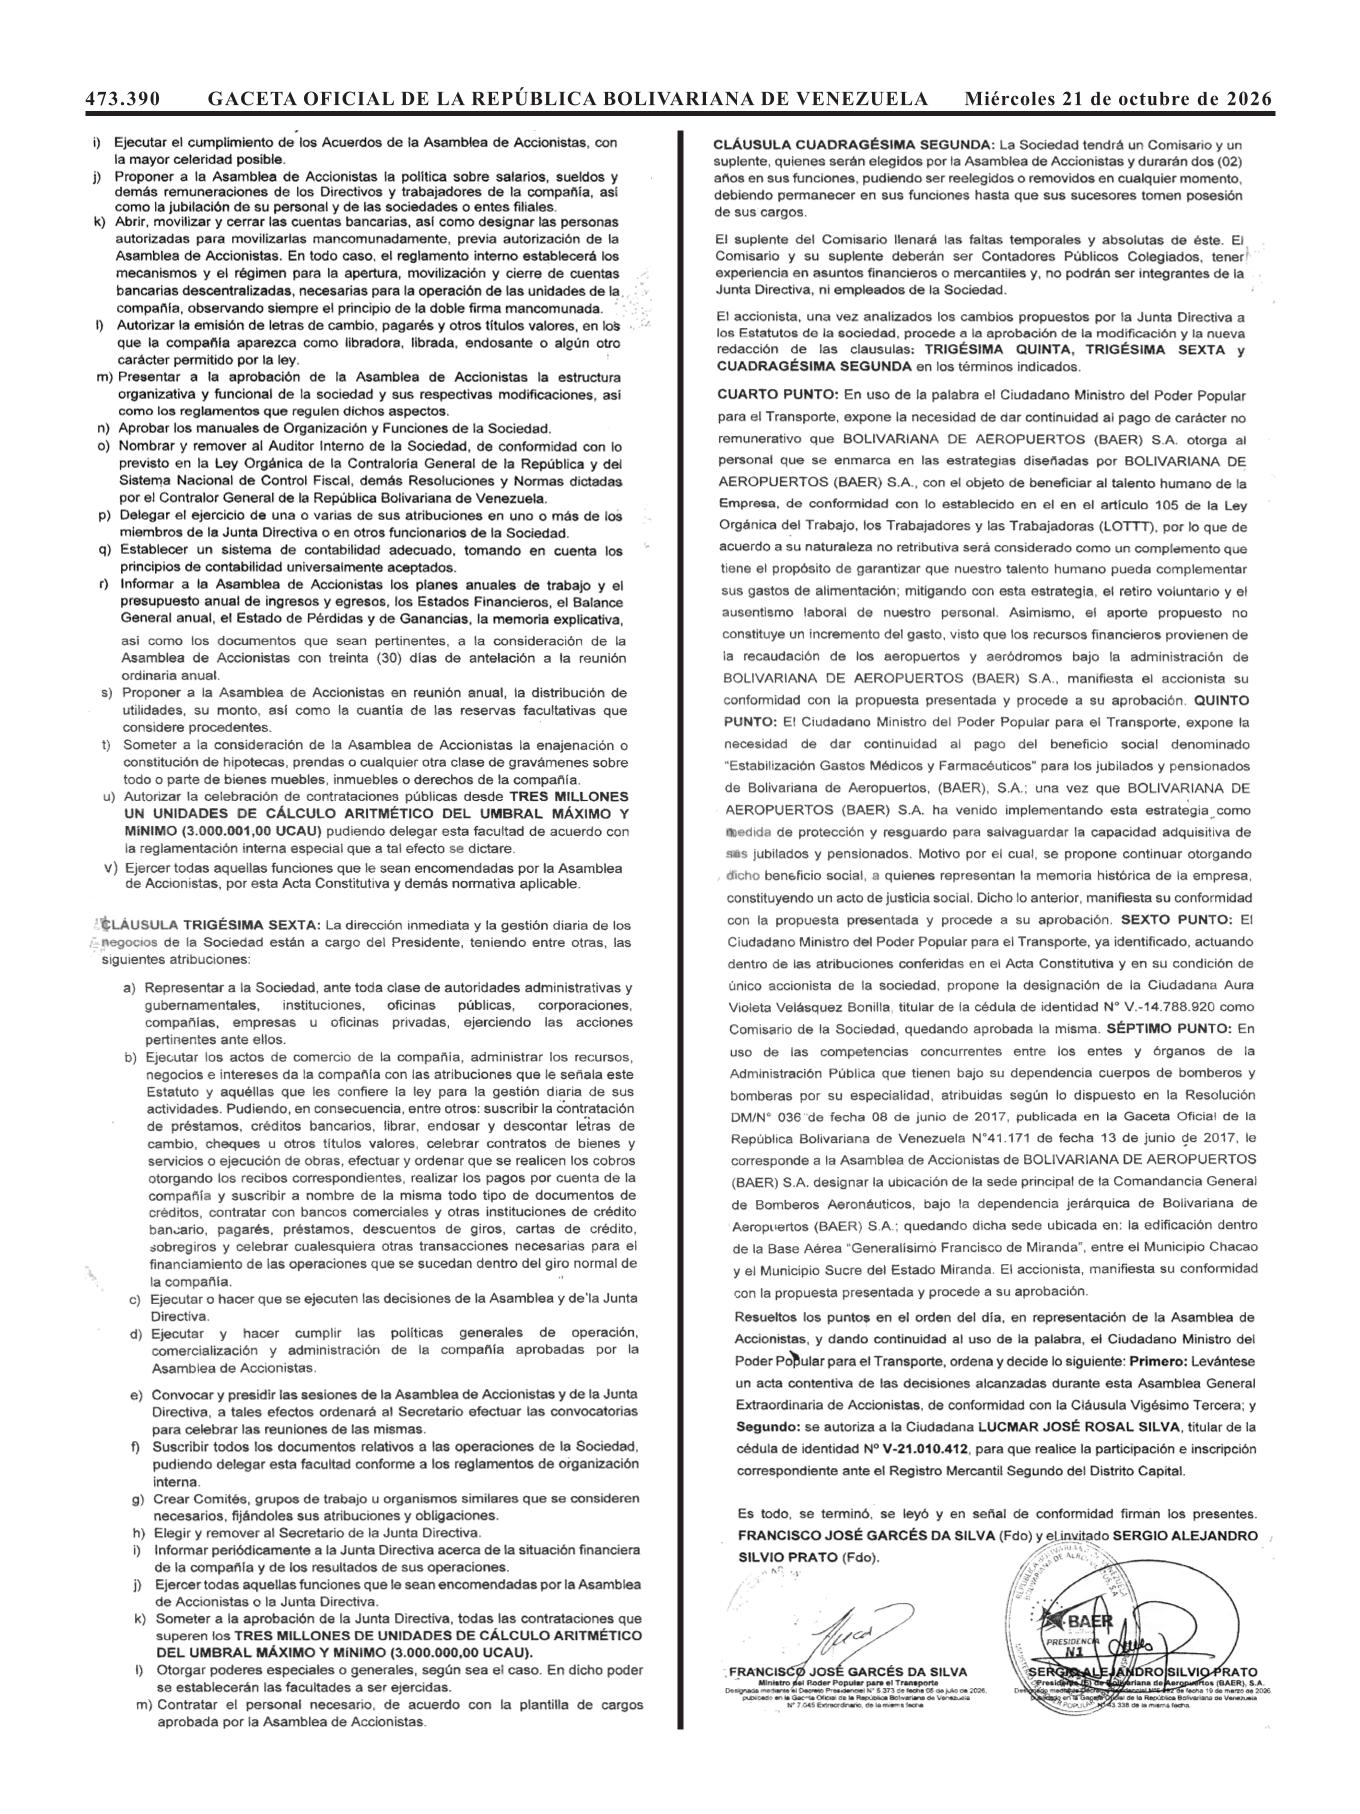 473.390 GACETA OFICIAL DE LA REPÚBLICA BOLIVARIANA DE VENEZUELA Miércoles 21 de octubre de 2026
i) Ejecutar el cumplimiento de los Acuerdos de la Asamblea de Accionistas, con
la mayor celeridad posible.
j) Proponer a la Asamblea de Accionistas la política sobre salarios, sueldos y
demás remuneraciones de los Directivos y trabajadores de la compañía, así
como la jubilación de su personal y de las sociedades o entes filiales.
k) Abrir, movilizar y cerrar las cuentas bancarias, así como designar las personas
autorizadas para movilizarlas mancomunadamente, previa autorización de la
Asamblea de Accionistas. En todo caso, el reglamento interno establecerá los
mecanismos y el régimen para la apertura, movilización y cierre de cuentas
bancarias descentralizadas, necesarias para la operación de las unidades de la
compañía, observando siempre el principio de la doble firma mancomunada.
l) Autorizar la emisión de letras de cambio, pagarés y otros títulos valores, en los
que la compañía aparezca como libradora, librada, endosante o algún otro
carácter permitido por la ley.
m) Presentar a la aprobación de la Asamblea de Accionistas la estructura
organizativa y funcional de la sociedad y sus respectivas modificaciones, así
como los reglamentos que regulen dichos aspectos.
n) Aprobar los manuales de Organización y Funciones de la Sociedad.
o) Nombrar y remover al Auditor Interno de la Sociedad, de conformidad con lo
previsto en la Ley Orgánica de la Contraloría General de la República y del
Sistema Nacional de Control Fiscal, demás Resoluciones y Normas dictadas
por el Contralor General de la República Bolivariana de Venezuela.
p) Delegar el ejercicio de una o varias de sus atribuciones en uno o más de los
miembros de la Junta Directiva o en otros funcionarios de la Sociedad.
q) Establecer un sistema de contabilidad adecuado, tomando en cuenta los
principios de contabilidad universalmente aceptados.
r) Informar a la Asamblea de Accionistas los planes anuales de trabajo y el
presupuesto anual de ingresos y egresos, los Estados Financieros, el Balance
General anual, el Estado de Pérdidas y de Ganancias, la memoria explicativa,
así como los documentos que sean pertinentes, a la consideración de la
Asamblea de Accionistas con treinta (30) días de antelación a la reunión
ordinaria anual.
s) Proponer a la Asamblea de Accionistas en reunión anual, la distribución de
utilidades, su monto, así como la cuantía de las reservas facultativas que
considere procedentes.
t) Someter a la consideración de la Asamblea de Accionistas la enajenación o
constitución de hipotecas, prendas o cualquier otra clase de gravámenes sobre
todo o parte de bienes muebles, inmuebles o derechos de la compañía.
u) Autorizar la celebración de contrataciones públicas desde TRES MILLONES
UN UNIDADES DE CÁLCULO ARITMÉTICO DEL UMBRAL MÁXIMO Y
MíNIMO (3.000.001,00 UCAU) pudiendo delegar esta facultad de acuerdo con
la reglamentación interna especial que a tal efecto se dictare.
v) Ejercer todas aquellas funciones que le sean encomendadas por la Asamblea
de Accionistas, por esta Acta Constitutiva y demás normativa aplicable.
CLÁUSULA TRIGÉSIMA SEXTA: La dirección inmediata y la gestión diaria de los
negocios de la Sociedad están a cargo del Presidente, teniendo entre otras, las
siguientes atribuciones:
a) Representar a la Sociedad, ante toda clase de autoridades administrativas y
gubernamentales, instituciones, oficinas públicas, corporaciones,
compañías, empresas u oficinas privadas, ejerciendo las acciones
pertinentes ante ellos.
b) Ejecutar los actos de comercio de la compañía, administrar los recursos,
negocios e intereses da la compañía con las atribuciones que le señala este
Estatuto y aquéllas que les confiere la ley para la gestión diaria de sus
actividades. Pudiendo, en consecuencia, entre otros: suscribir la contratación
de préstamos, créditos bancarios, librar, endosar y descontar letras de
cambio, cheques u otros títulos valores, celebrar contratos de bienes y
servicios o ejecución de obras, efectuar y ordenar que se realicen los cobros
otorgando los recibos correspondientes, realizar los pagos por cuenta de la
compañía y suscribir a nombre de la misma todo tipo de documentos de
créditos, contratar con bancos comerciales y otras instituciones de crédito
bancario, pagarés, préstamos, descuentos de giros, cartas de crédito,
sobregiros y celebrar cualesquiera otras transacciones necesarias para el
financiamiento de las operaciones que se sucedan dentro del giro normal de
la compañía.
c) Ejecutar o hacer que se ejecuten las decisiones de la Asamblea y de la Junta
Directiva.
d) Ejecutar y hacer cumplir las políticas generales de operación,
comercialización y administración de la compañía aprobadas por la
Asamblea de Accionistas.
e) Convocar y presidir las sesiones de la Asamblea de Accionistas y de la Junta
Directiva, a tales efectos ordenará al Secretario efectuar las convocatorias
para celebrar las reuniones de las mismas.
f) Suscribir todos los documentos relativos a las operaciones de la Sociedad,
pudiendo delegar esta facultad conforme a los reglamentos de organización
interna.
g) Crear Comités, grupos de trabajo u organismos similares que se consideren
necesarios, fijándoles sus atribuciones y obligaciones.
h) Elegir y remover al Secretario de la Junta Directiva.
i) Informar periódicamente a la Junta Directiva acerca de la situación financiera
de la compañía y de los resultados de sus operaciones.
j) Ejercer todas aquellas funciones que le sean encomendadas por la Asamblea
de Accionistas o la Junta Directiva.
k) Someter a la aprobación de la Junta Directiva, todas las contrataciones que
superen los TRES MILLONES DE UNIDADES DE CÁLCULO ARITMÉTICO
DEL UMBRAL MÁXIMO Y MíNIMO (3.000.000,00 UCAU).
l) Otorgar poderes especiales o generales, según sea el caso. En dicho poder
se establecerán las facultades a ser ejercidas.
m) Contratar el personal necesario, de acuerdo con la plantilla de cargos
aprobada por la Asamblea de Accionistas.
CLÁUSULA CUADRAGÉSIMA SEGUNDA: La Sociedad tendrá un Comisario y un
suplente, quienes serán elegidos por la Asamblea de Accionistas y durarán dos (02)
años en sus funciones, pudiendo ser reelegidos o removidos en cualquier momento,
debiendo permanecer en sus funciones hasta que sus sucesores tomen posesión
de sus cargos.
El suplente del Comisario llenará las faltas temporales y absolutas de éste. El
Comisario y su suplente deberán ser Contadores Públicos Colegiados, tener
experiencia en asuntos financieros o mercantiles y, no podrán ser integrantes de la
Junta Directiva, ni empleados de la Sociedad.
El accionista, una vez analizados los cambios propuestos por la Junta Directiva a
los Estatutos de la sociedad, procede a la aprobación de la modificación y la nueva
redacción de las clausulas: TRIGÉSIMA QUINTA, TRIGÉSIMA SEXTA y
CUADRAGÉSIMA SEGUNDA en los términos indicados.
CUARTO PUNTO: En uso de la palabra el Ciudadano Ministro del Poder Popular
para el Transporte, expone la necesidad de dar continuidad al pago de carácter no
remunerativo que BOLIVARIANA DE AEROPUERTOS (BAER) S.A. otorga al
personal que se enmarca en las estrategias diseñadas por BOLIVARIANA DE
AEROPUERTOS (BAER) S.A., con el objeto de beneficiar al talento humano de la
Empresa, de conformidad con lo establecido en el en el artículo 105 de la Ley
Orgánica del Trabajo, los Trabajadores y las Trabajadoras (LOTTT), por lo que de
acuerdo a su naturaleza no retributiva será considerado como un complemento que
tiene el propósito de garantizar que nuestro talento humano pueda complementar
sus gastos de alimentación; mitigando con esta estrategia, el retiro voluntario y el
ausentismo laboral de nuestro personal. Asimismo, el aporte propuesto no
constituye un incremento del gasto, visto que los recursos financieros provienen de
la recaudación de los aeropuertos y aeródromos bajo la administración de
BOLIVARIANA DE AEROPUERTOS (BAER) S.A., manifiesta el accionista su
conformidad con la propuesta presentada y procede a su aprobación. QUINTO
PUNTO: El Ciudadano Ministro del Poder Popular para el Transporte, expone la
necesidad de dar continuidad al pago del beneficio social denominado
"Estabilización Gastos Médicos y Farmacéuticos" para los jubilados y pensionados
de Bolivariana de Aeropuertos, (BAER), S.A.; una vez que BOLIVARIANA DE
AEROPUERTOS (BAER) S.A. ha venido implementando esta estrategia como
medida de protección y resguardo para salvaguardar la capacidad adquisitiva de
sus jubilados y pensionados. Motivo por el cual, se propone continuar otorgando
dicho beneficio social, a quienes representan la memoria histórica de la empresa,
constituyendo un acto de justicia social. Dicho lo anterior, manifiesta su conformidad
con la propuesta presentada y procede a su aprobación. SEXTO PUNTO: El
Ciudadano Ministro del Poder Popular para el Transporte, ya identificado, actuando
dentro de las atribuciones conferidas en el Acta Constitutiva y en su condición de
único accionista de la sociedad, propone la designación de la Ciudadana Aura
Violeta Velásquez Bonilla, titular de la cédula de identidad N° V.-14.788.920 como
Comisario de la Sociedad, quedando aprobada la misma. SÉPTIMO PUNTO: En
uso de las competencias concurrentes entre los entes y órganos de la
Administración Pública que tienen bajo su dependencia cuerpos de bomberos y
bomberas por su especialidad, atribuidas según lo dispuesto en la Resolución
DM/N° 036 de fecha 08 de junio de 2017, publicada en la Gaceta Oficial de la
República Bolivariana de Venezuela N°41.171 de fecha 13 de junio de 2017, le
corresponde a la Asamblea de Accionistas de BOLIVARIANA DE AEROPUERTOS
(BAER) S.A. designar la ubicación de la sede principal de la Comandancia General
de Bomberos Aeronáuticos, bajo la dependencia jerárquica de Bolivariana de
Aeropuertos (BAER) S.A.; quedando dicha sede ubicada en: la edificación dentro
de la Base Aérea "Generalísimo Francisco de Miranda", entre el Municipio Chacao
y el Municipio Sucre del Estado Miranda. El accionista, manifiesta su conformidad
con la propuesta presentada y procede a su aprobación.
Resueltos los puntos en el orden del día, en representación de la Asamblea de
Accionistas, y dando continuidad al uso de la palabra, el Ciudadano Ministro del
Poder Popular para el Transporte, ordena y decide lo siguiente: Primero: Levántese
un acta contentiva de las decisiones alcanzadas durante esta Asamblea General
Extraordinaria de Accionistas, de conformidad con la Cláusula Vigésimo Tercera; y
Segundo: se autoriza a la Ciudadana LUCMAR JOSÉ ROSAL SILVA, titular de la
cédula de identidad Nº V-21.010.412, para que realice la participación e inscripción
correspondiente ante el Registro Mercantil Segundo del Distrito Capital.
Es todo, se terminó, se leyó y en señal de conformidad firman los presentes.
FRANCISCO JOSÉ GARCÉS DA SILVA (Fdo) y el invitado SERGIO ALEJANDRO
SILVIO PRATO (Fdo).
BAER
PRESIDENCIA
N1
FRANCISCO JOSÉ GARCÉS DA SILVA
Ministro del Poder Popular para el Transporte
Designada mediante el Decreto Presidencial N° 5.373 de fecha 05 de julio de 2026,
publicado en la Gaceta Oficial de la República Bolivariana de Venezuela
N° 7.045 Extraordinario, de la misma fecha
SERGIO ALEJANDRO SILVIO PRATO
Presidente (E) de Bolivariana de Aeropuertos (BAER), S.A.
de fecha 19 de marzo de 2026
de la República Bolivariana de Venezuela
N° 43.338 de la misma fecha.